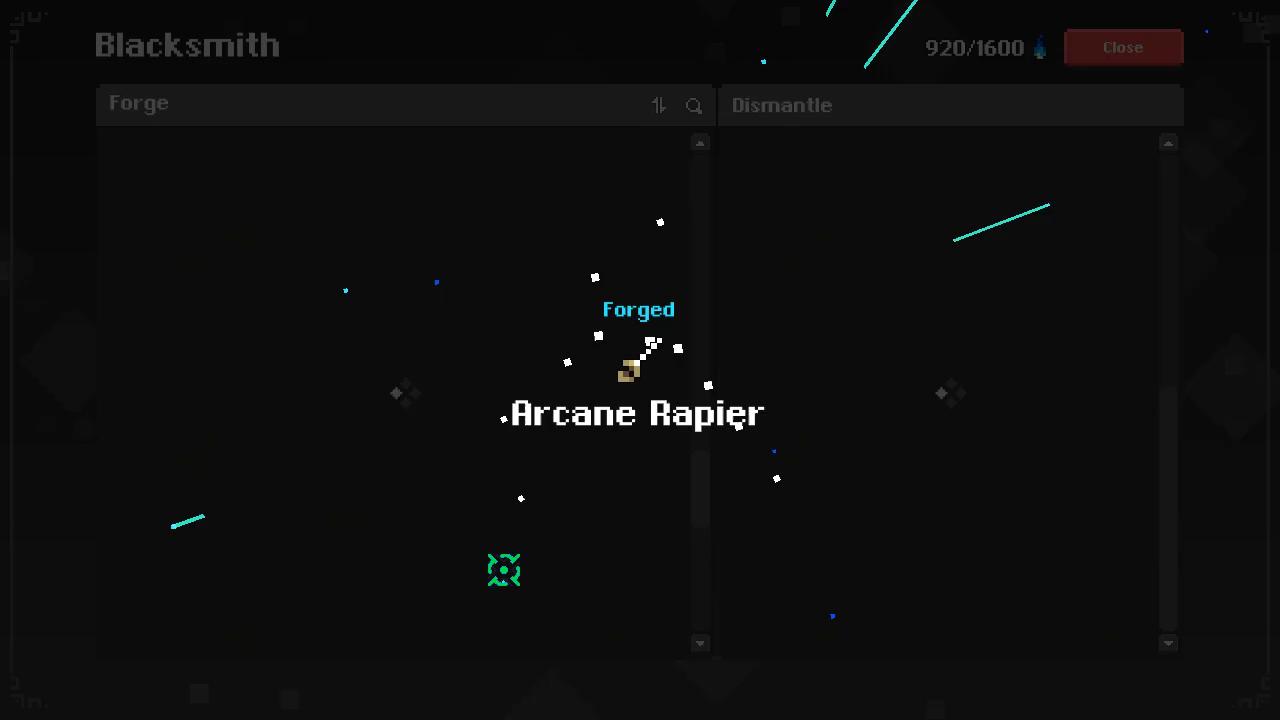 Blacksmith
920/1600
Close
Forge
Dismantle
Forged
Arcane Rapier